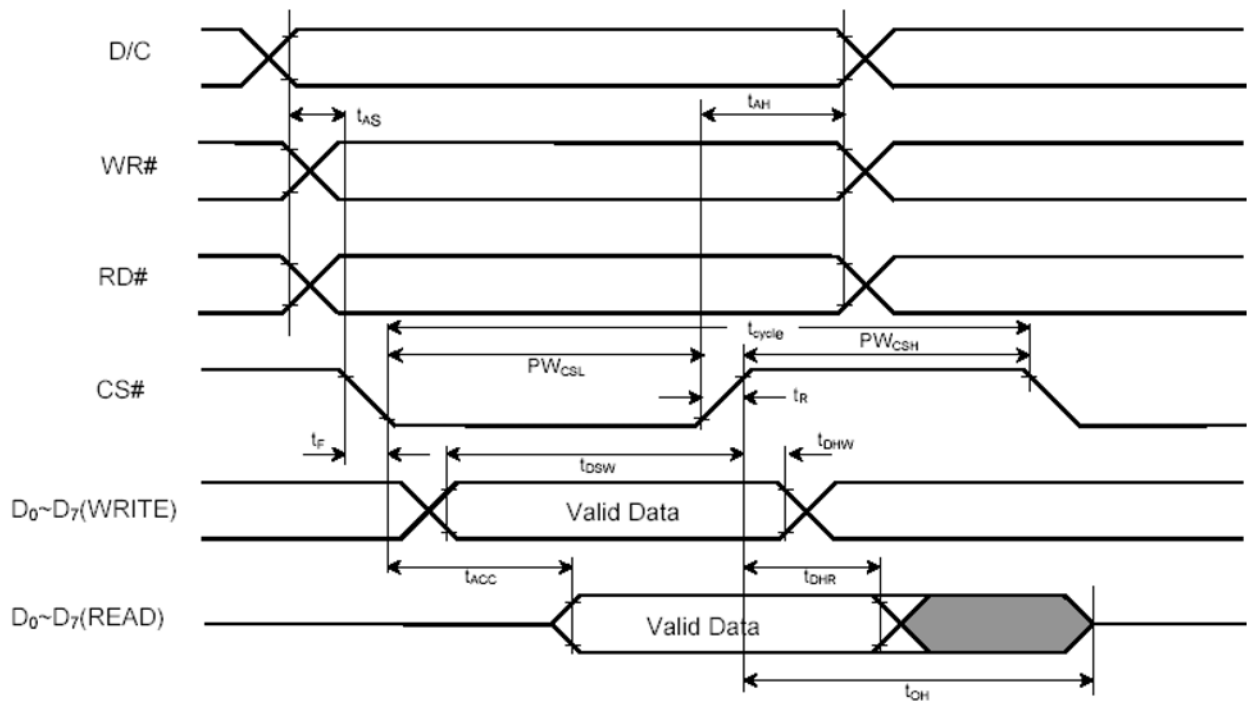 D/C
tAH
tAS
WR#
RD#
tcycle
PWCSL
PWCSH
CS#
tR
tF
tDSW
tDHW
D0~D7(WRITE)
Valid Data
tACC
tDHR
D0~D7(READ)
Valid Data
tOH